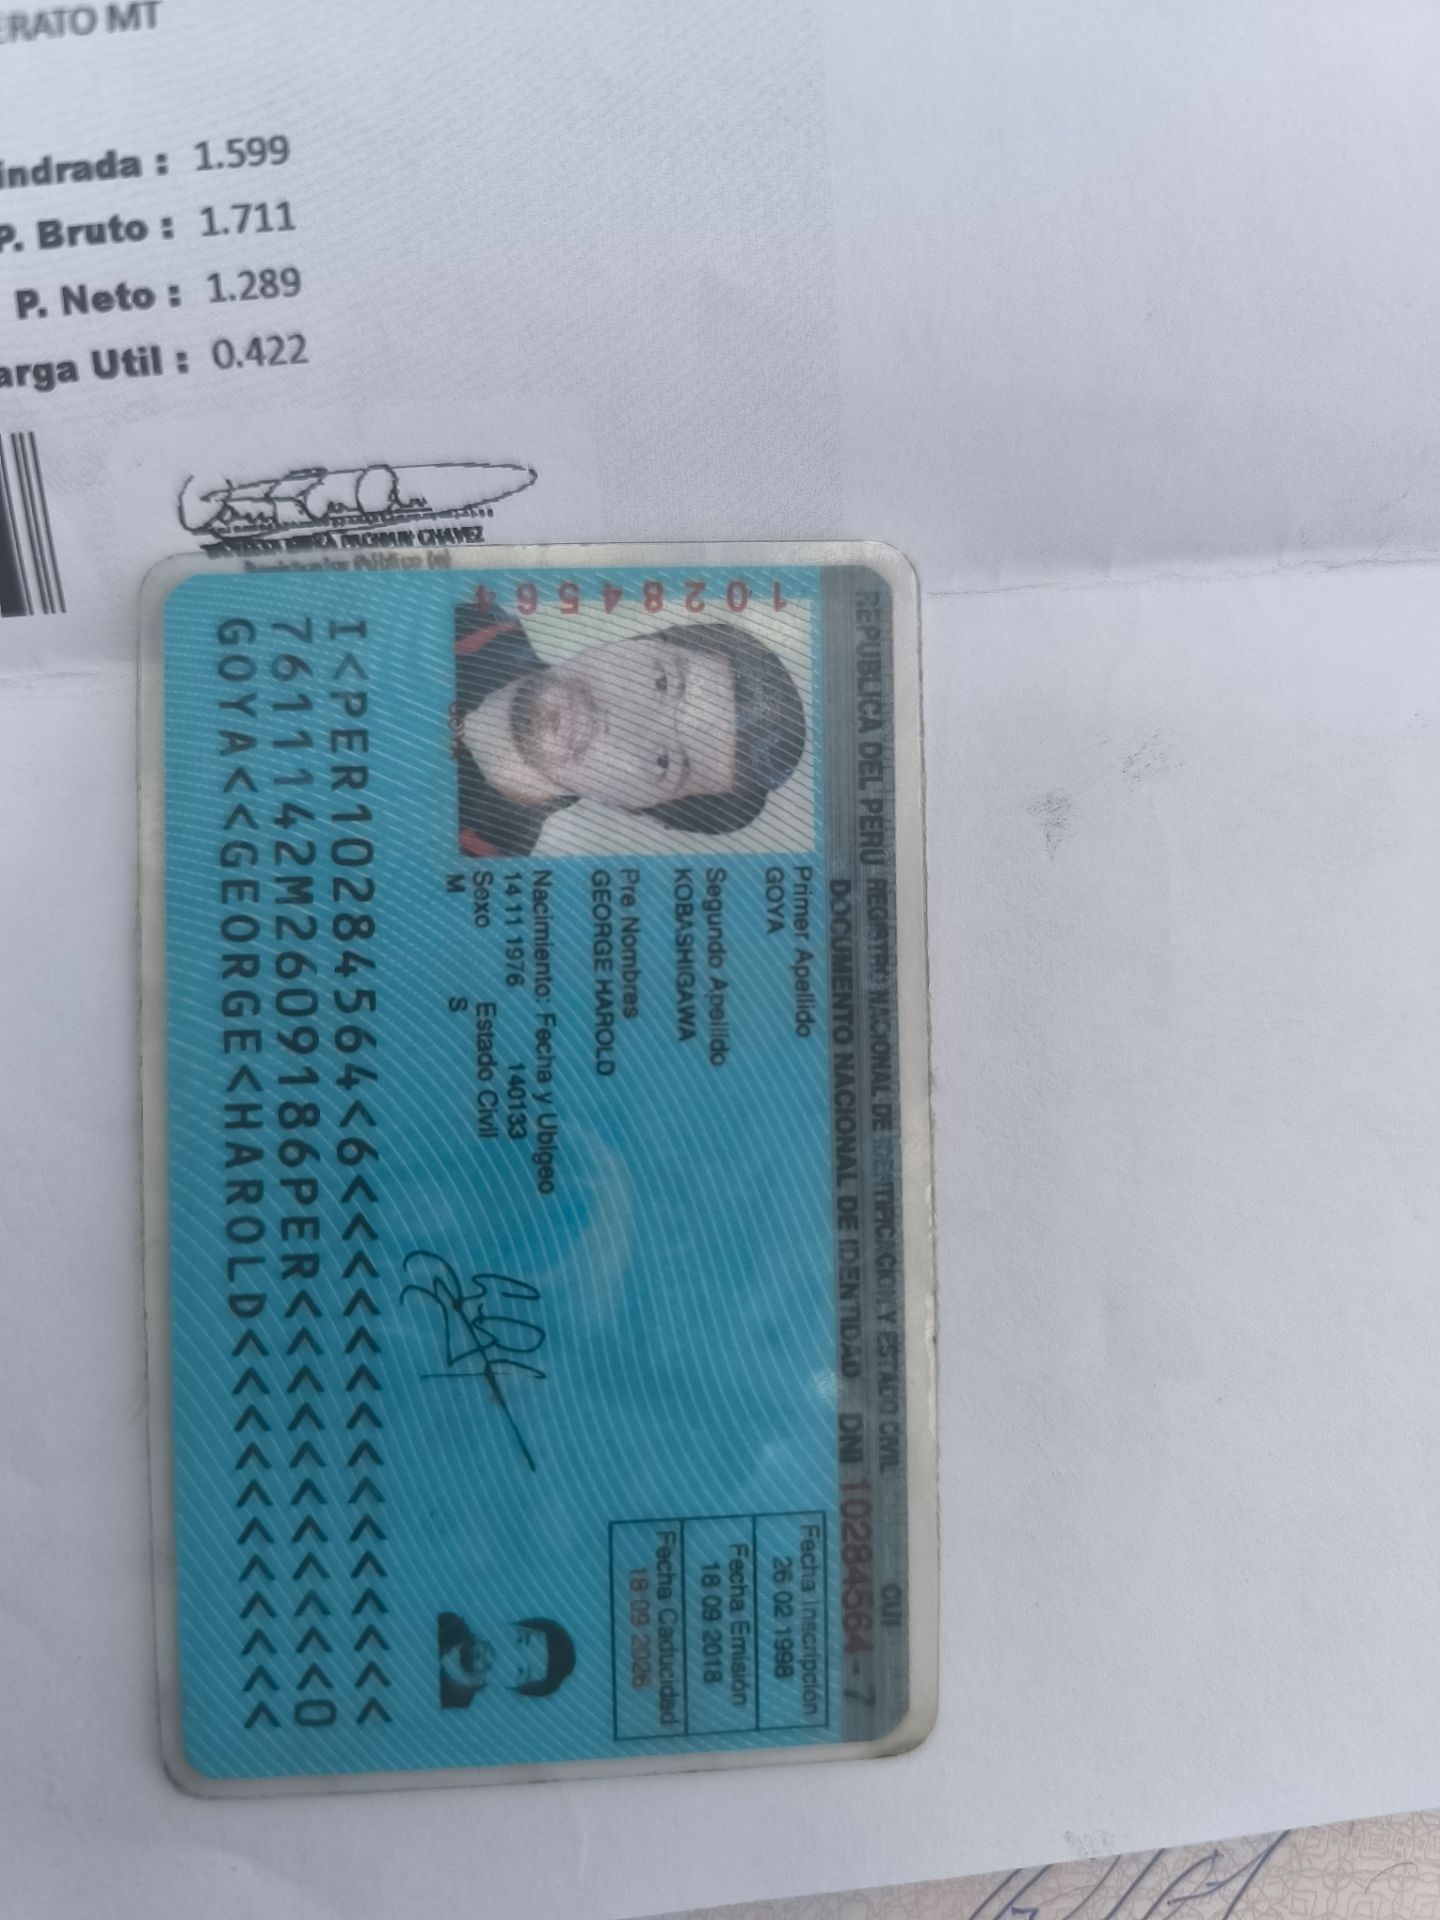 ERATO MT
indrada : 1.599
P. Bruto : 1.711
P. Neto : 1.289
arga Util : 0.422
CHAVEZ
REPUBLICA DEL PERU REGISTRO NACIONAL DE IDENTIFICACION Y ESTADO CIVIL CUI
DOCUMENTO NACIONAL DE IDENTIDAD DNI 10284564 - 7
10284564
Primer Apellido
GOYA
Segundo Apellido
KOBASHIGAWA
Pre Nombres
GEORGE HAROLD
Nacimiento: Fecha y Ubigeo
14 11 1976 140133
Sexo Estado Civil
M S
Fecha Inscripción
26 02 1998
Fecha Emisión
18 09 2018
Fecha Caducidad
18 09 2026
I<PER10284564<6<<<<<<<<<<<<<<<
7611142M2609186PER<<<<<<<<<<<0
GOYA<<GEORGE<HAROLD<<<<<<<<<<<